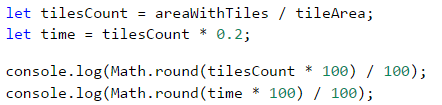 let tilesCount = areaWithTiles / tileArea;
let time = tilesCount * 0.2;
console.log(Math.round(tilesCount * 100) / 100);
console.log(Math.round(time * 100) / 100);